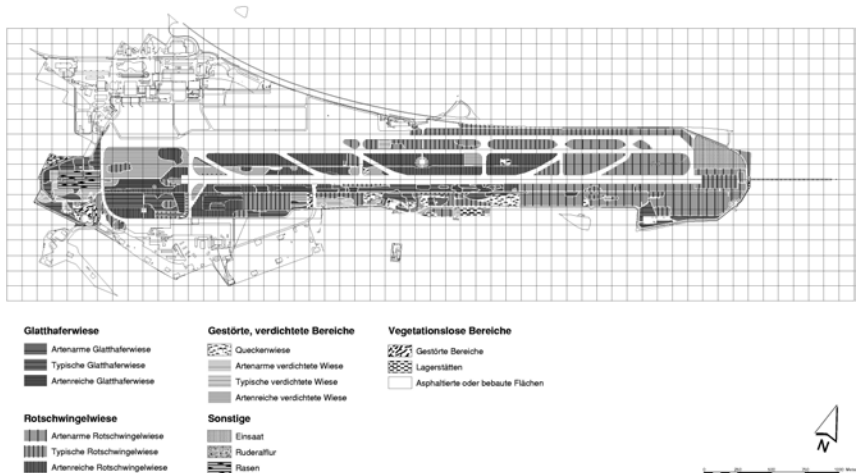 Glatthaferwiese
Artenarme Glatthaferwiese
Typische Glatthaferwiese
Artenreiche Glatthaferwiese
Rotschwingelwiese
Artenarme Rotschwingelwiese
Typische Rotschwingelwiese
Artenreiche Rotschwingelwiese
Gestörte, verdichtete Bereiche
Queckenwiese
Artenarme verdichtete Wiese
Typische verdichtete Wiese
Artenreiche verdichtete Wiese
Sonstige
Einsaat
Ruderalflur
Rasen
Vegetationslose Bereiche
Gestörte Bereiche
Lagerstätten
Asphaltierte oder bebaute Flächen
N